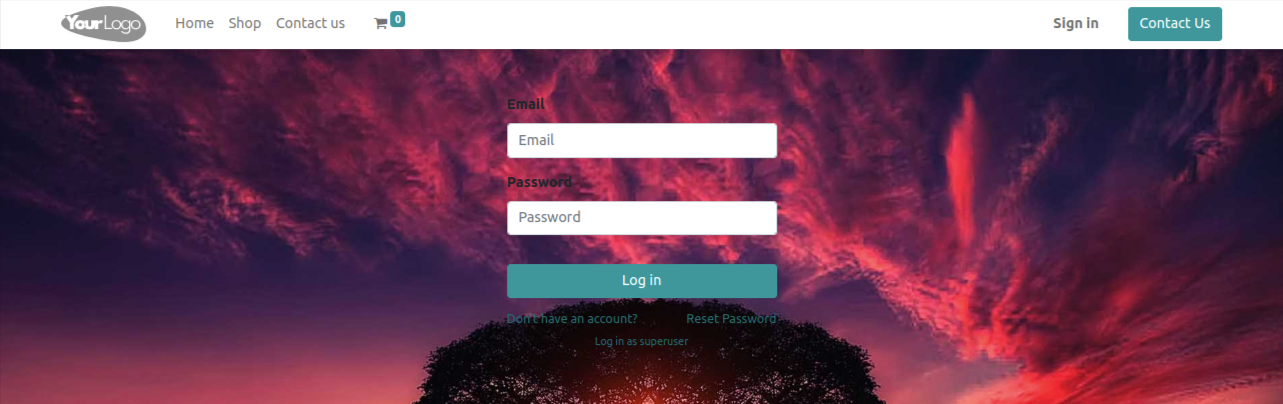 YourLogo Home Shop Contact us 0 Sign in Contact Us
Email
Email
Password
Password
Log in
Don't have an account? Reset Password
Log in as superuser